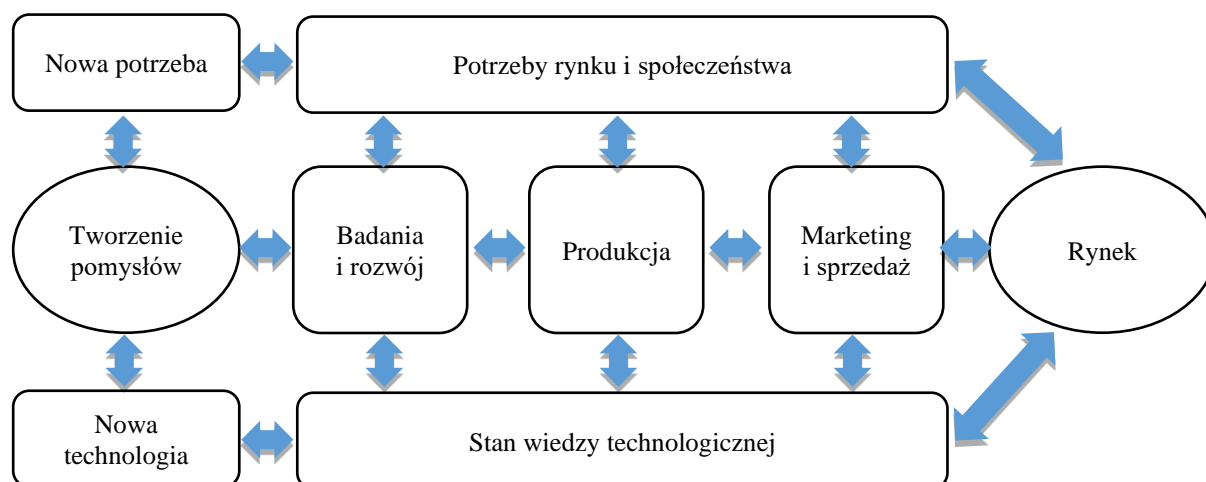 Nowa potrzeba
Potrzeby rynku i społeczeństwa
Tworzenie
pomysłów
Badania
i rozwój
Produkcja
Marketing
i sprzedaż
Rynek
Nowa
technologia
Stan wiedzy technologicznej